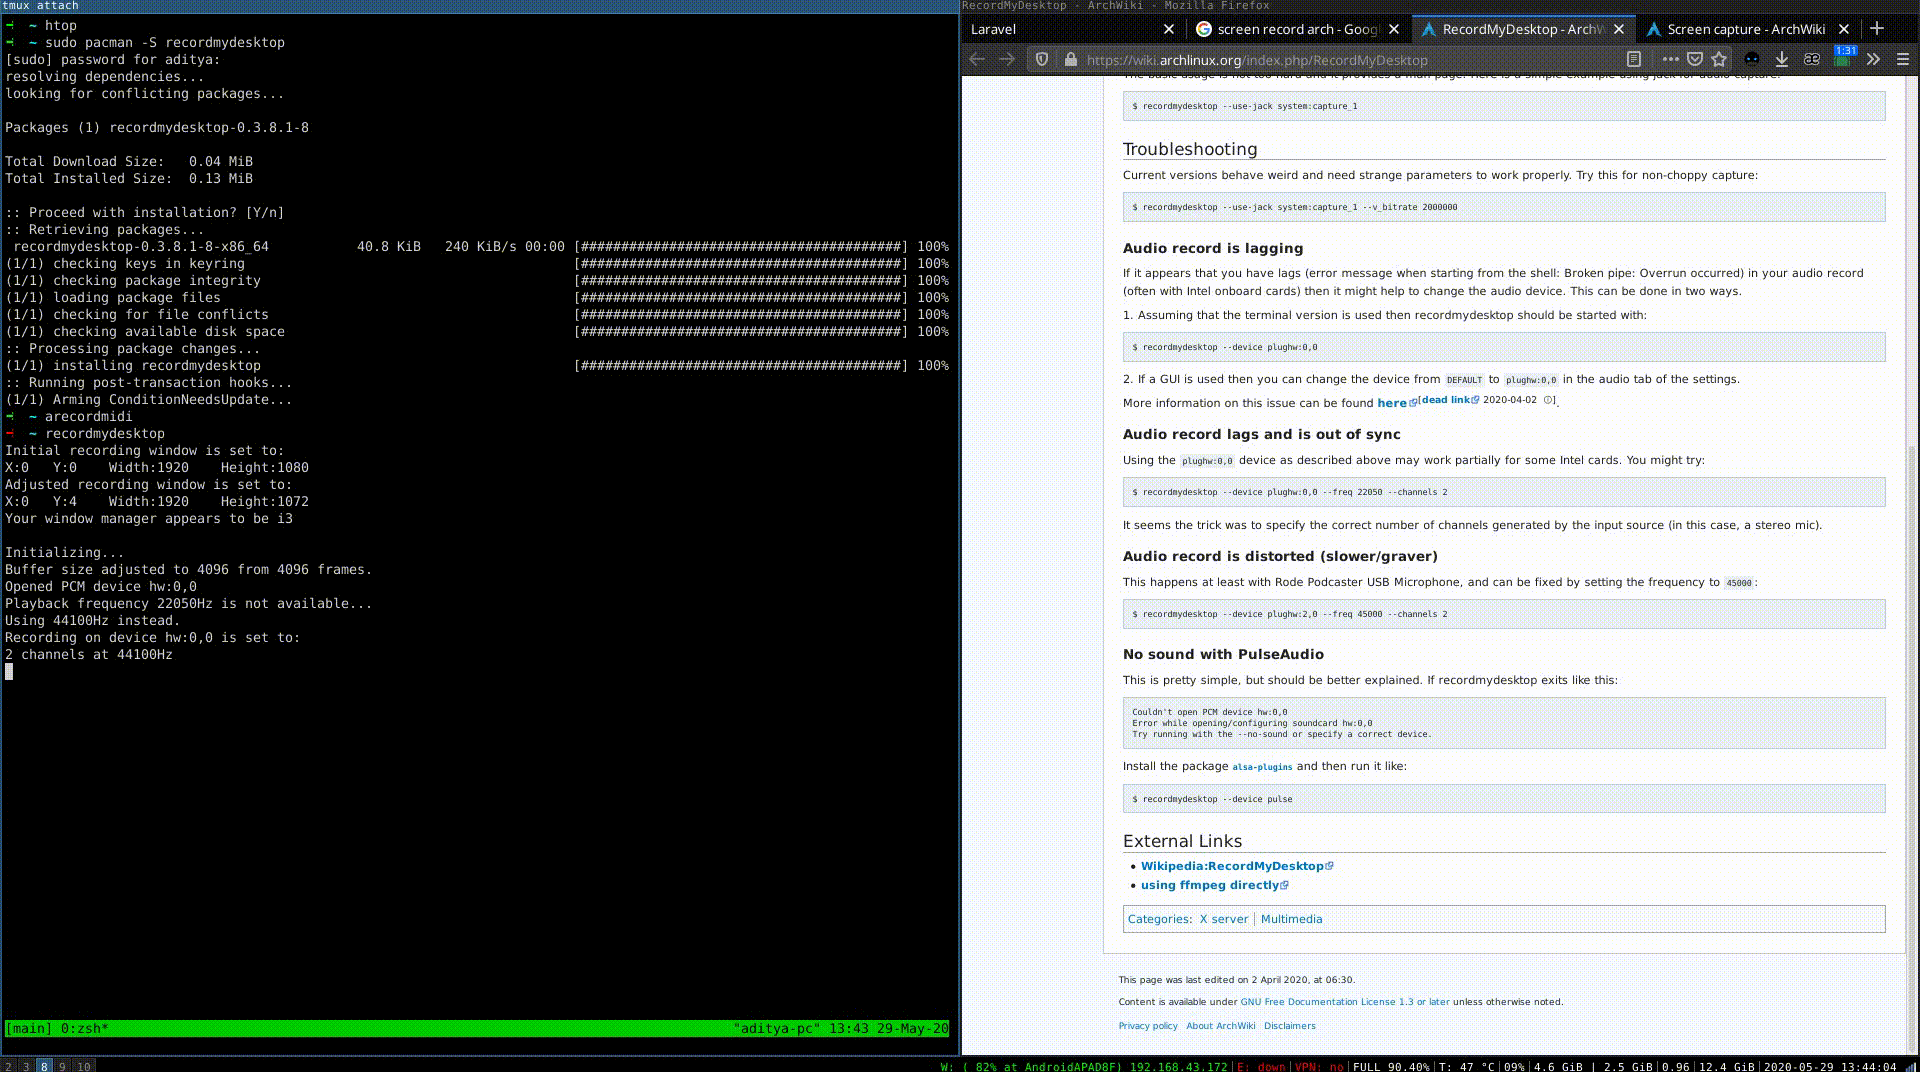 tmux attach
~ htop
~ sudo pacman -S recordmydesktop
[sudo] password for aditya:
resolving dependencies...
looking for conflicting packages...
Packages (1) recordmydesktop-0.3.8.1-8
Total Download Size:   0.04 MiB
Total Installed Size:  0.13 MiB
:: Proceed with installation? [Y/n]
:: Retrieving packages...
recordmydesktop-0.3.8.1-8-x86_64           40.8 KiB   240 KiB/s 00:00 [########################################] 100%
(1/1) checking keys in keyring [########################################] 100%
(1/1) checking package integrity [########################################] 100%
(1/1) loading package files [########################################] 100%
(1/1) checking for file conflicts [########################################] 100%
(1/1) checking available disk space [########################################] 100%
:: Processing package changes...
(1/1) installing recordmydesktop [########################################] 100%
:: Running post-transaction hooks...
(1/1) Arming ConditionNeedsUpdate...
~ arecordmidi
~ recordmydesktop
Initial recording window is set to:
X:0   Y:0    Width:1920    Height:1080
Adjusted recording window is set to:
X:0   Y:4    Width:1920    Height:1072
Your window manager appears to be i3
Initializing...
Buffer size adjusted to 4096 from 4096 frames.
Opened PCM device hw:0,0
Playback frequency 22050Hz is not available...
Using 44100Hz instead.
Recording on device hw:0,0 is set to:
2 channels at 44100Hz
[main] 0:zsh* "aditya-pc" 13:43 29-May-20
RecordMyDesktop - ArchWiki - Mozilla Firefox
Laravel
screen record arch - Goog
RecordMyDesktop - ArchW
Screen capture - ArchWiki
https://wiki.archlinux.org/index.php/RecordMyDesktop
æ
1:31
The basic usage is not too hard and it provides a man page. Here is a simple example using jack for audio capture:
$ recordmydesktop --use-jack system:capture_1
Troubleshooting
Current versions behave weird and need strange parameters to work properly. Try this for non-choppy capture:
$ recordmydesktop --use-jack system:capture_1 --v_bitrate 2000000
Audio record is lagging
If it appears that you have lags (error message when starting from the shell: Broken pipe: Overrun occurred) in your audio record
(often with Intel onboard cards) then it might help to change the audio device. This can be done in two ways.
1. Assuming that the terminal version is used then recordmydesktop should be started with:
$ recordmydesktop --device plughw:0,0
2. If a GUI is used then you can change the device from DEFAULT to plughw:0,0 in the audio tab of the settings.
More information on this issue can be found here[dead link 2020-04-02 ⓘ].
Audio record lags and is out of sync
Using the plughw:0,0 device as described above may work partially for some Intel cards. You might try:
$ recordmydesktop --device plughw:0,0 --freq 22050 --channels 2
It seems the trick was to specify the correct number of channels generated by the input source (in this case, a stereo mic).
Audio record is distorted (slower/graver)
This happens at least with Rode Podcaster USB Microphone, and can be fixed by setting the frequency to 45000:
$ recordmydesktop --device plughw:2,0 --freq 45000 --channels 2
No sound with PulseAudio
This is pretty simple, but should be better explained. If recordmydesktop exits like this:
Couldn't open PCM device hw:0,0
Error while opening/configuring soundcard hw:0,0
Try running with the --no-sound or specify a correct device.
Install the package alsa-plugins and then run it like:
$ recordmydesktop --device pulse
External Links
• Wikipedia:RecordMyDesktop
• using ffmpeg directly
Categories: X server | Multimedia
This page was last edited on 2 April 2020, at 06:30.
Content is available under GNU Free Documentation License 1.3 or later unless otherwise noted.
Privacy policy About ArchWiki Disclaimers
2 3 8 9 10
W: ( 82% at AndroidAPAD8F) 192.168.43.172|E: down|VPN: no|FULL 90.40%|T: 47 °C|09%|4.6 GiB | 2.5 GiB|0.96|12.4 GiB|2020-05-29 13:44:04